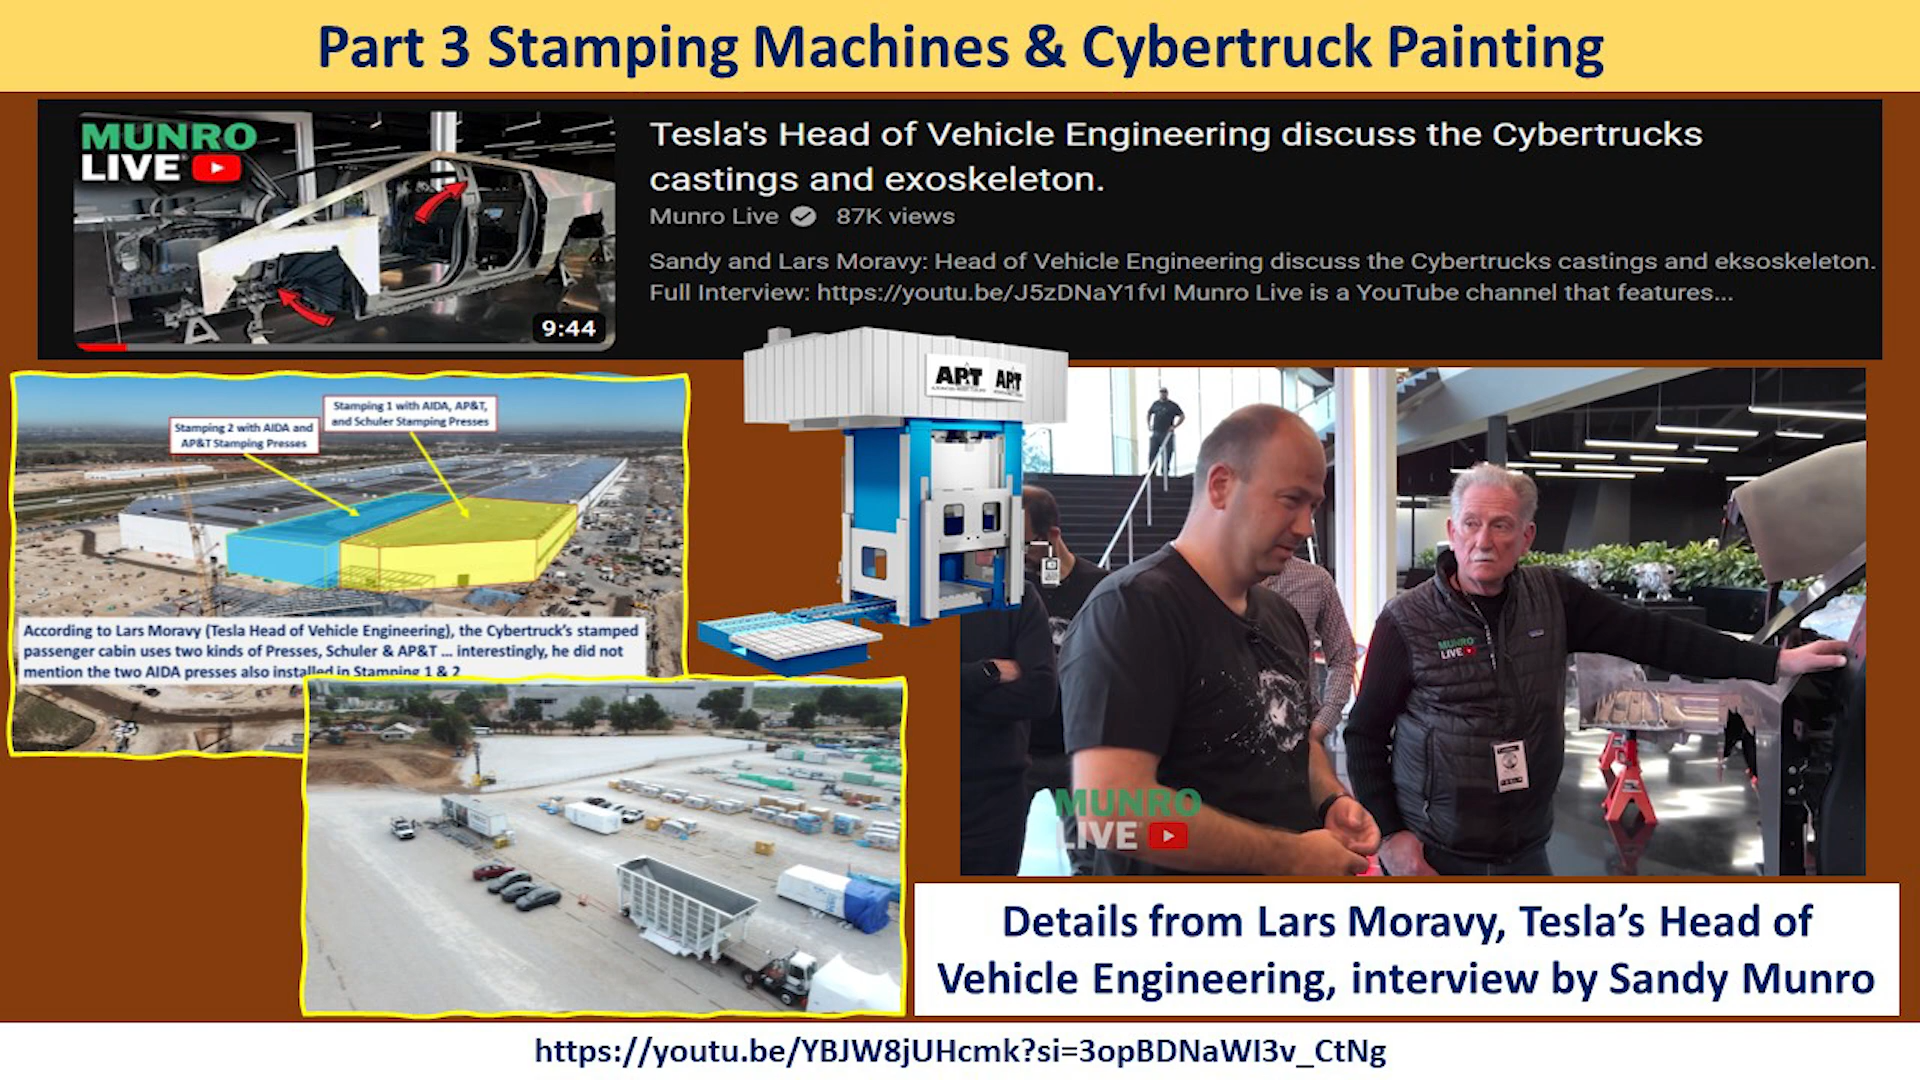 Part 3 Stamping Machines & Cybertruck Painting
MUNRO
LIVE
9:44
Tesla's Head of Vehicle Engineering discuss the Cybertrucks
castings and exoskeleton.
Munro Live 87K views
Sandy and Lars Moravy: Head of Vehicle Engineering discuss the Cybertrucks castings and eksoskeleton.
Full Interview: https://youtu.be/J5zDNaY1fvI Munro Live is a YouTube channel that features...
Stamping 2 with AIDA and
AP&T Stamping Presses
Stamping 1 with AIDA, AP&T,
and Schuler Stamping Presses
According to Lars Moravy (Tesla Head of Vehicle Engineering), the Cybertruck's stamped
passenger cabin uses two kinds of Presses, Schuler & AP&T ... interestingly, he did not
mention the two AIDA presses also installed in Stamping 1 & 2
AP&T AP&T
MUNRO
LIVE
MUNRO
LIVE
Details from Lars Moravy, Tesla's Head of
Vehicle Engineering, interview by Sandy Munro
https://youtu.be/YBJW8jUHcmk?si=3opBDNaWI3v_CtNg